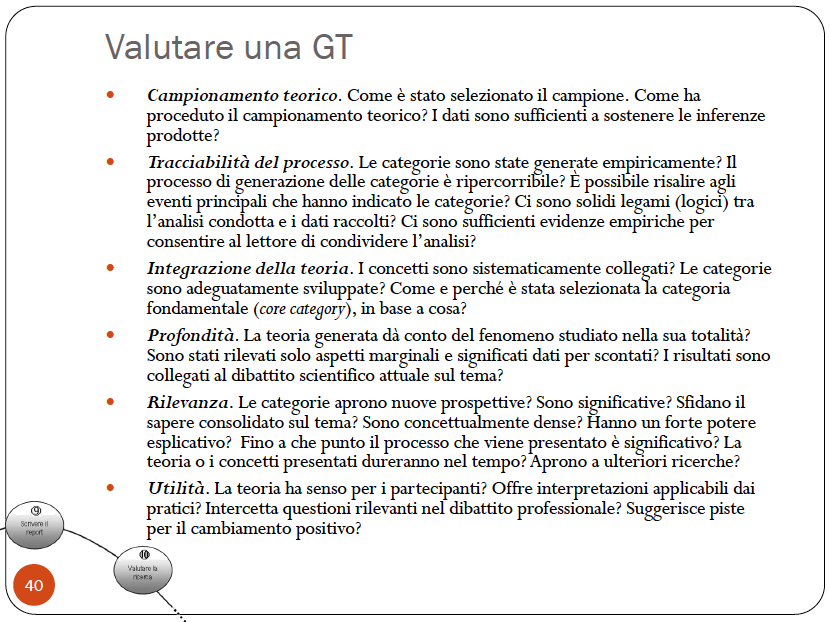 Valutare una GT
• Campionamento teorico. Come è stato selezionato il campione. Come ha
proceduto il campionamento teorico? I dati sono sufficienti a sostenere le inferenze
prodotte?
• Tracciabilità del processo. Le categorie sono state generate empiricamente? Il
processo di generazione delle categorie è ripercorribile? È possibile risalire agli
eventi principali che hanno indicato le categorie? Ci sono solidi legami (logici) tra
l'analisi condotta e i dati raccolti? Ci sono sufficienti evidenze empiriche per
consentire al lettore di condividere l'analisi?
• Integrazione della teoria. I concetti sono sistematicamente collegati? Le categorie
sono adeguatamente sviluppate? Come e perché è stata selezionata la categoria
fondamentale (core category), in base a cosa?
• Profondità. La teoria generata dà conto del fenomeno studiato nella sua totalità?
Sono stati rilevati solo aspetti marginali e significati dati per scontati? I risultati sono
collegati al dibattito scientifico attuale sul tema?
• Rilevanza. Le categorie aprono nuove prospettive? Sono significative? Sfidano il
sapere consolidato sul tema? Sono concettualmente dense? Hanno un forte potere
esplicativo? Fino a che punto il processo che viene presentato è significativo? La
teoria o i concetti presentati dureranno nel tempo? Aprono a ulteriori ricerche?
• Utilità. La teoria ha senso per i partecipanti? Offre interpretazioni applicabili dai
pratici? Intercetta questioni rilevanti nel dibattito professionale? Suggerisce piste
per il cambiamento positivo?
9
Scrivere il
report
10
Valutare la
ricerca
40